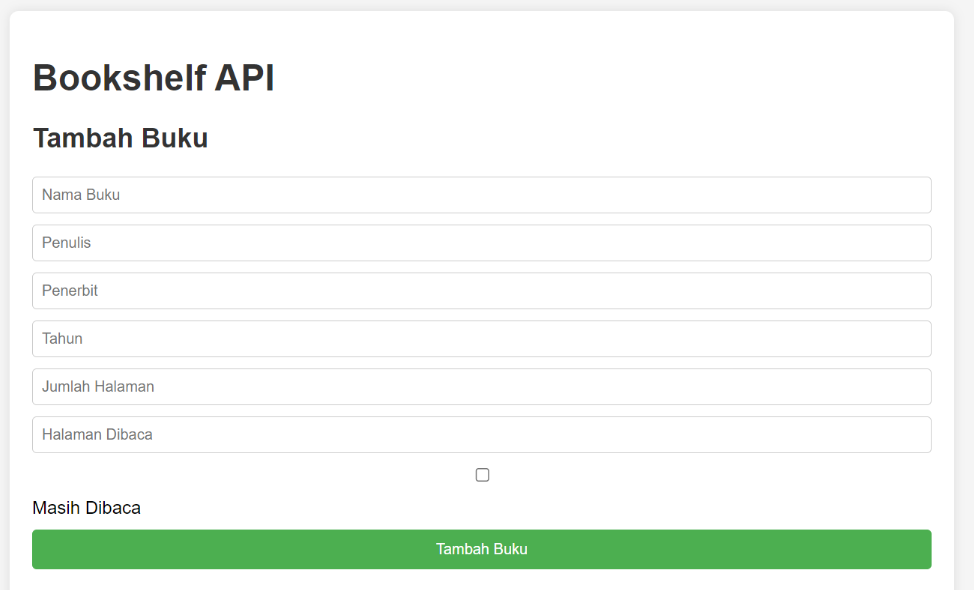 Bookshelf API
Tambah Buku
Nama Buku
Penulis
Penerbit
Tahun
Jumlah Halaman
Halaman Dibaca
Masih Dibaca
Tambah Buku